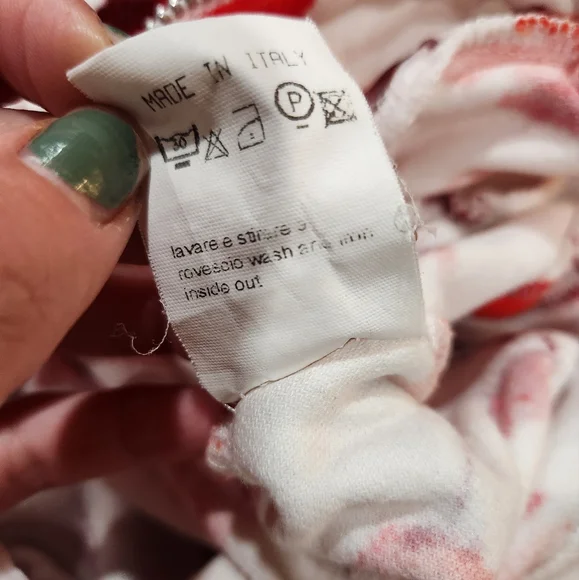 MADE IN ITALY
30 P
lavare e stirare a
rovescio wash and iron
inside out